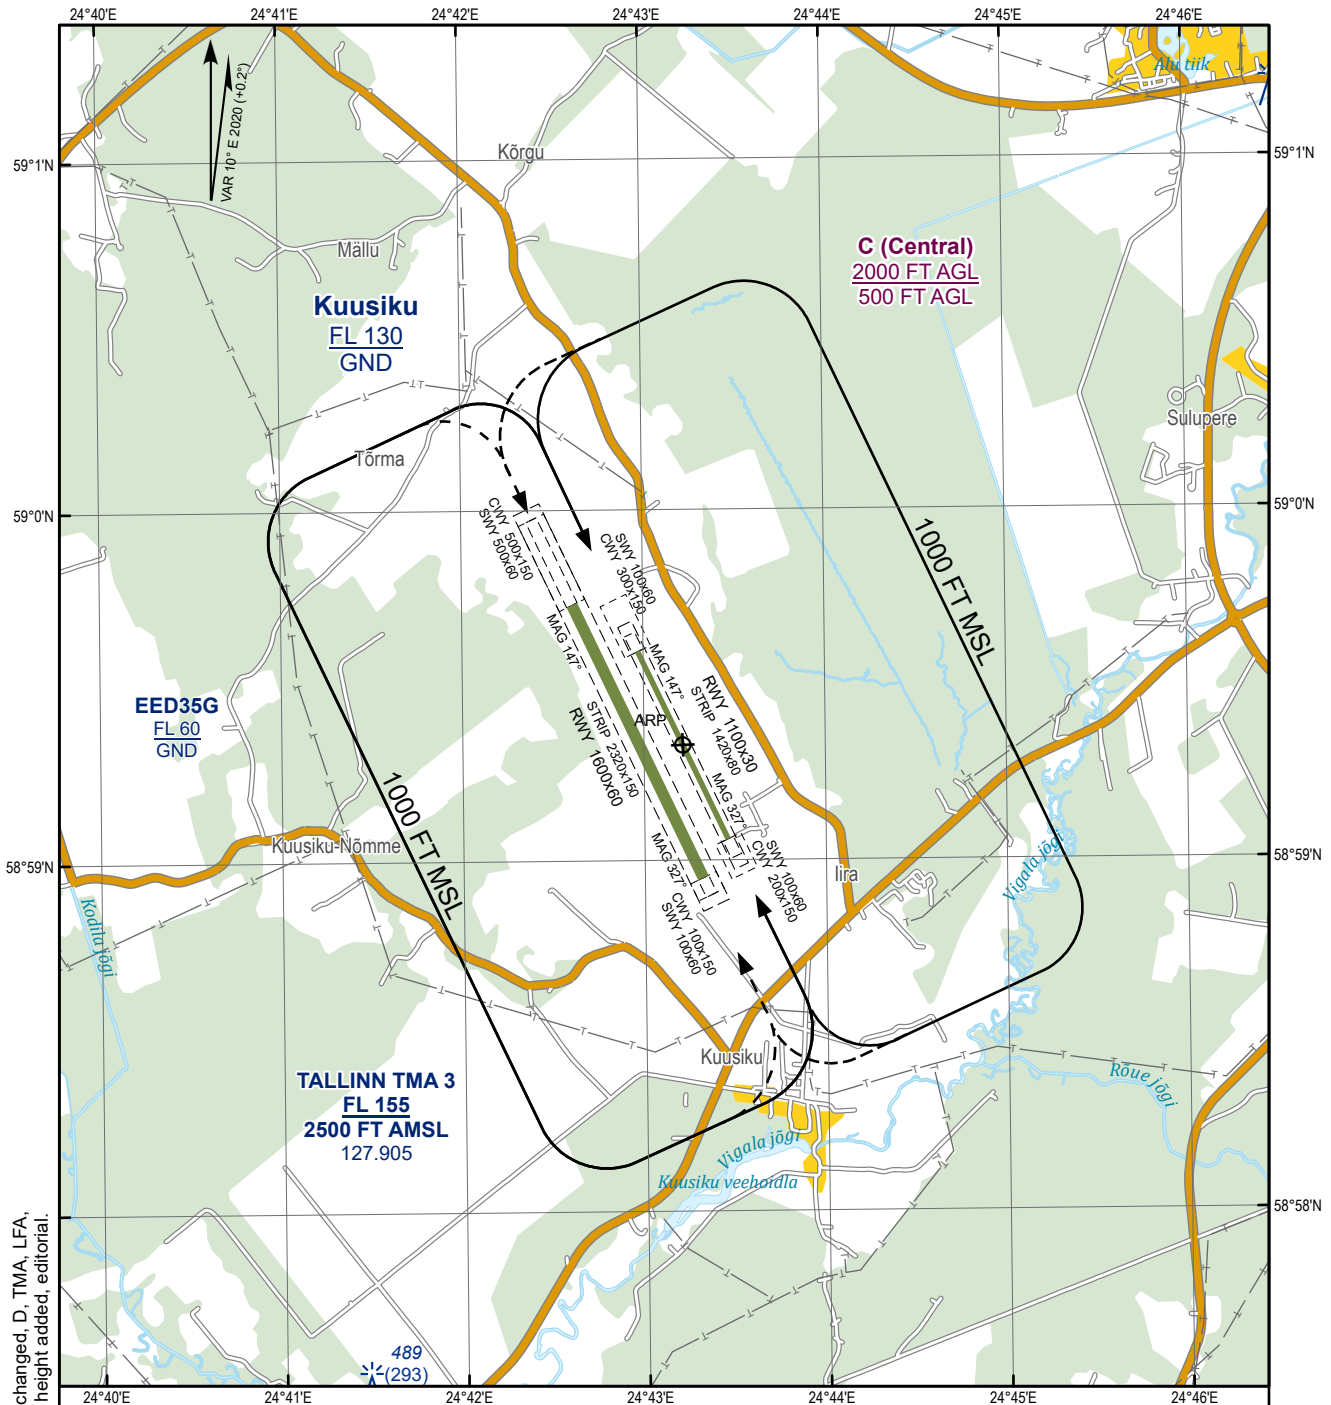 24°40'E
24°41'E
24°42'E
24°43'E
24°44'E
24°45'E
24°46'E
Alu tiik
VAR 10° E 2020 (+0.2°)
59°1'N
59°1'N
Kõrgu
Mällu
C (Central)
2000 FT AGL
500 FT AGL
Kuusiku
FL 130
GND
Sulupere
Tõrma
59°0'N
59°0'N
CWY 500x150
SWY 500x60
SWY 100x60
CWY 300x150
1000 FT MSL
MAG 147°
MAG 147°
RWY 1100x30
STRIP 1420x80
EED35G
FL 60
GND
STRIP 2320x150
RWY 1600x60
ARP
MAG 327°
1000 FT MSL
Kuusiku-Nõmme
MAG 327°
SWY 100x60
CWY 200x150
58°59'N
58°59'N
Iira
Vigala jõgi
CWY 100x150
SWY 100x60
Kodila jõgi
Kuusiku
Rõue jõgi
TALLINN TMA 3
FL 155
2500 FT AMSL
127.905
Vigala jõgi
Kuusiku veehoidla
58°58'N
changed, D, TMA, LFA,
height added, editorial.
489
(293)
24°40'E
24°41'E
24°42'E
24°43'E
24°44'E
24°45'E
24°46'E